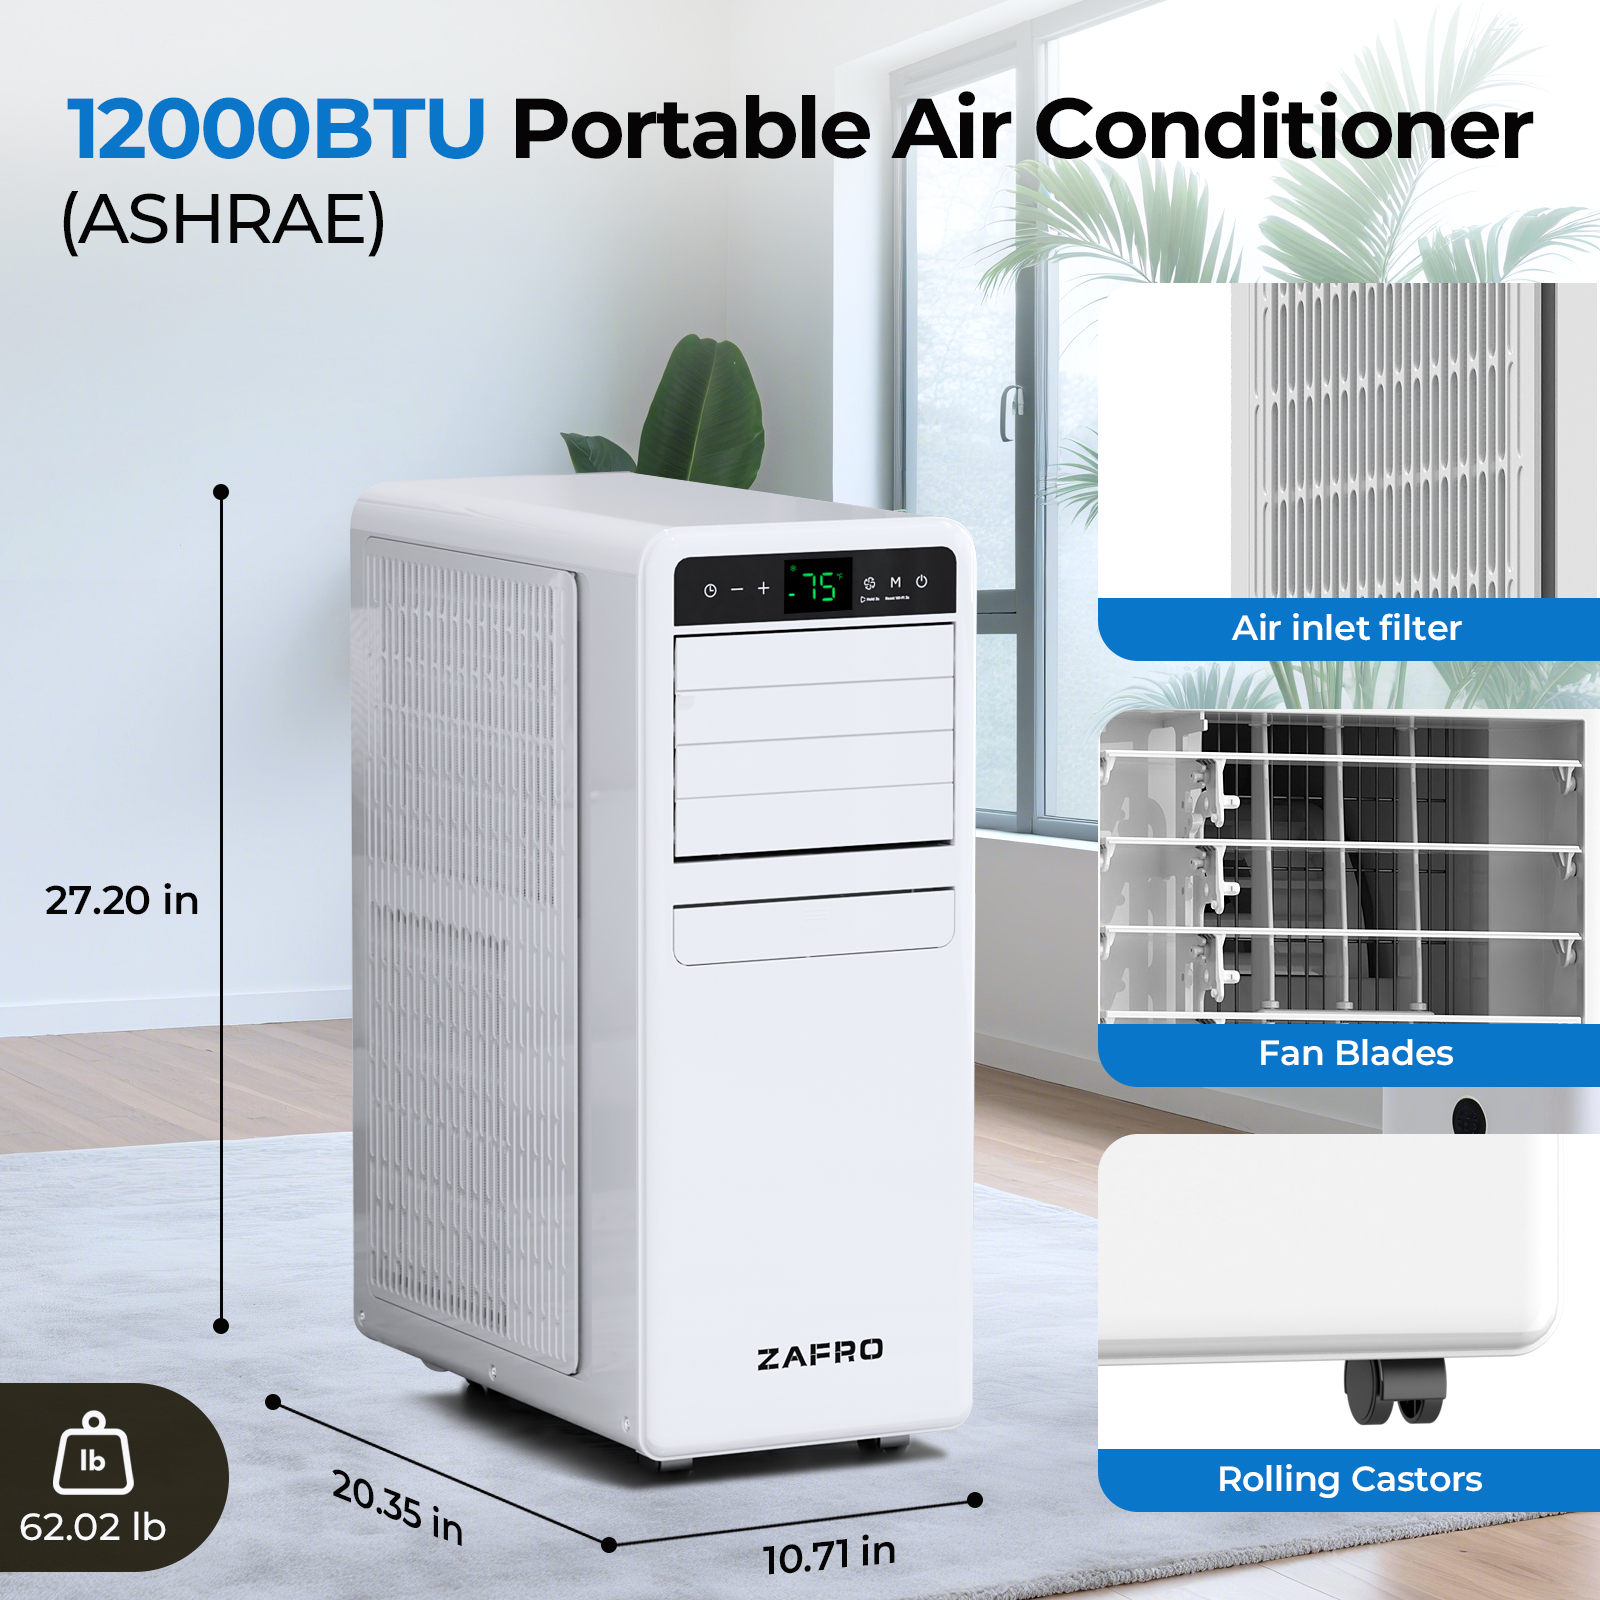 12000BTU Portable Air Conditioner
(ASHRAE)
Air inlet filter
-75 °F
M
27.20 in
Fan Blades
ZAFRO
Rolling Castors
lb
62.02 lb
20.35 in
10.71 in